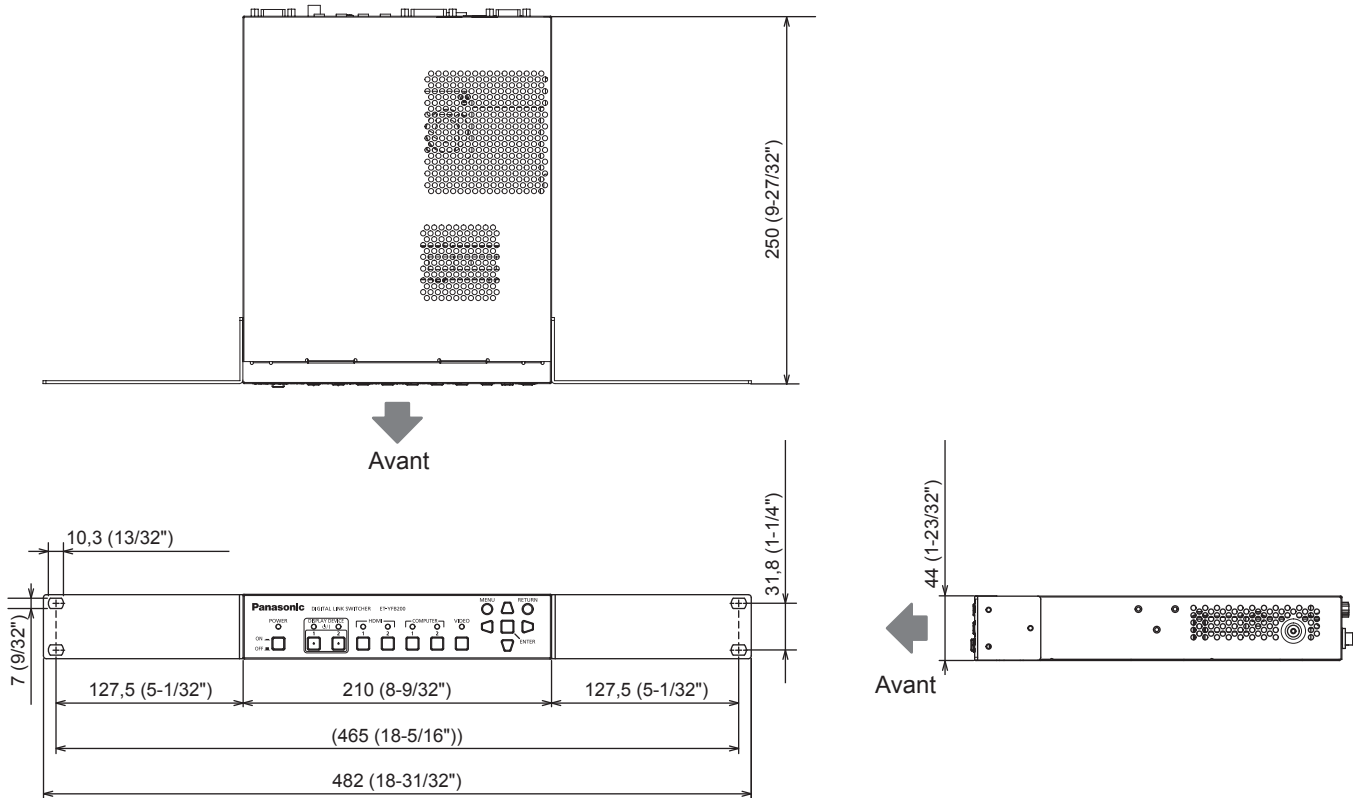 250 (9-27/32")
Avant
10,3 (13/32")
31,8 (1-1/4")
44 (1-23/32")
7 (9/32")
Panasonic DIGITAL LINK SWITCHER ET-YFB200
MENU RETURN
POWER DISPLAY DEVICE HDMI COMPUTER VIDEO
ON
OFF
1 2 1 2 1 2
ENTER
Avant
127,5 (5-1/32")
210 (8-9/32")
127,5 (5-1/32")
(465 (18-5/16"))
482 (18-31/32")